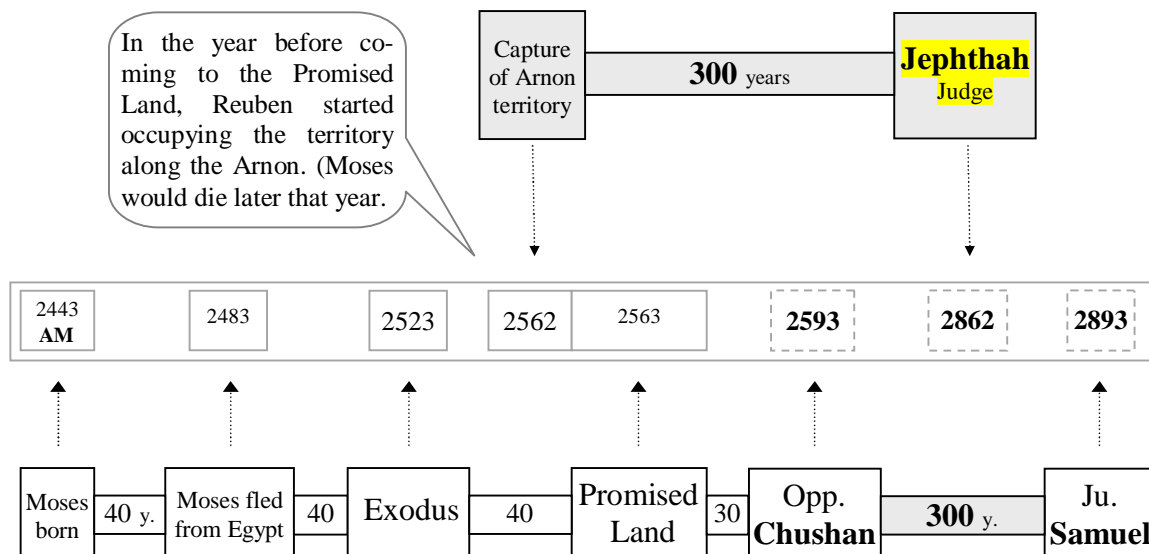 In the year before co-
ming to the Promised
Land, Reuben started
occupying the territory
along the Arnon. (Moses
would die later that year.
Capture
of Arnon
territory
300 years
Jephthah
Judge
2443
AM
2483
2523
2562
2563
2593
2862
2893
Moses
born
40 y.
Moses fled
from Egypt
40
Exodus
40
Promised
Land
30
Opp.
Chushan
300 y.
Ju.
Samuel